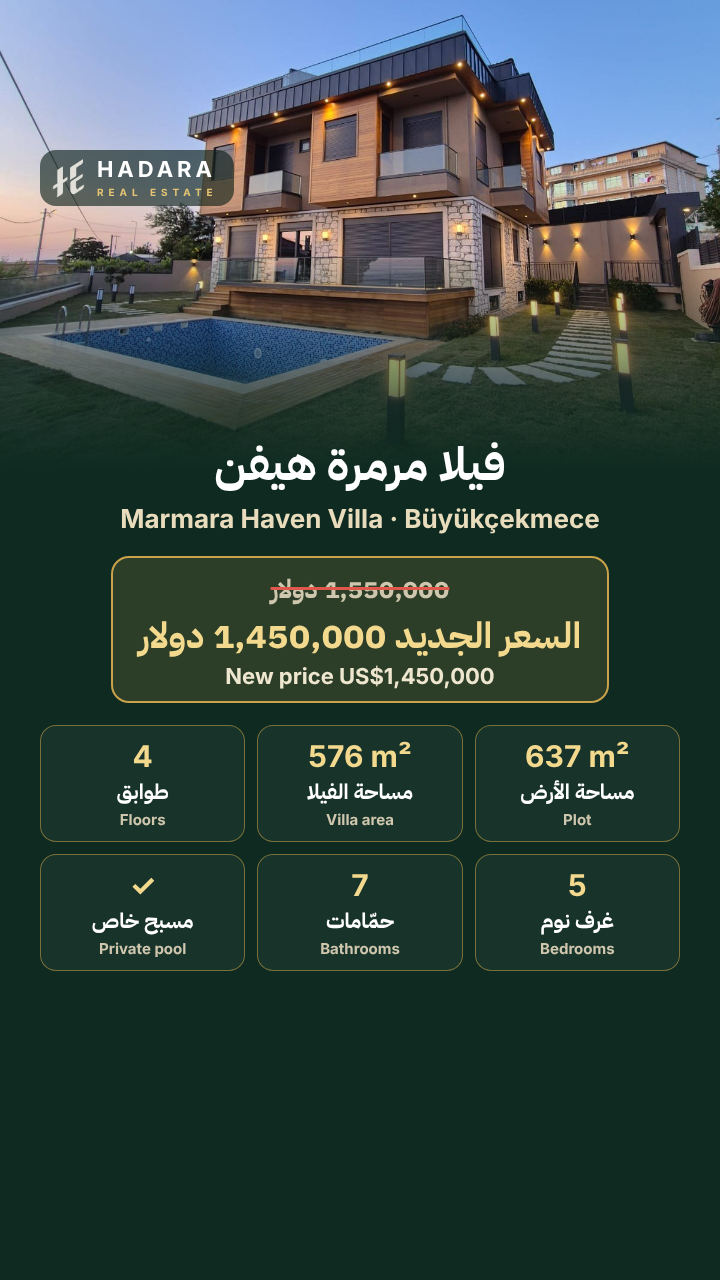 HADARA
REAL ESTATE
فيلا مرمرة هيفن
Marmara Haven Villa · Büyükçekmece
1,550,000 دولار
السعر الجديد 1,450,000 دولار
New price US$1,450,000
637 m²
مساحة الأرض
Plot
576 m²
مساحة الفيلا
Villa area
4
طوابق
Floors
5
غرف نوم
Bedrooms
7
حمّامات
Bathrooms
✓
مسبح خاص
Private pool